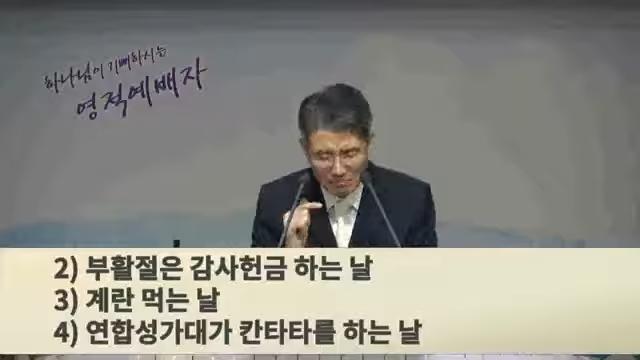 하나님이 기뻐하시는
영적예배자
2) 부활절은 감사헌금 하는 날
3) 계란 먹는 날
4) 연합성가대가 칸타타를 하는 날